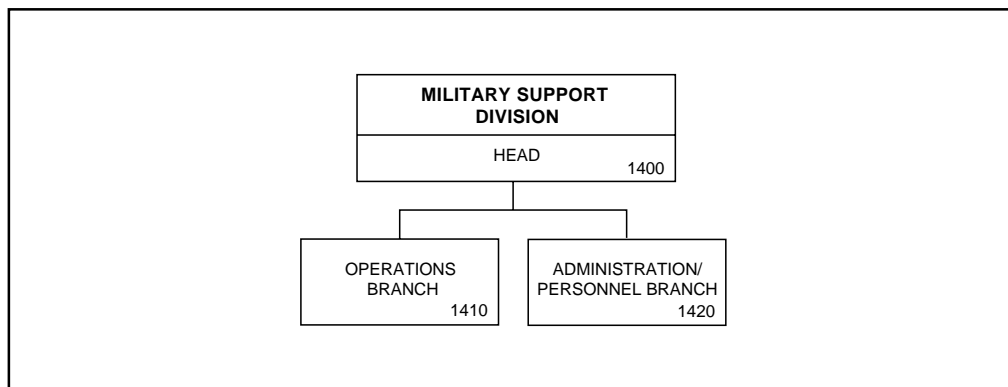 MILITARY SUPPORT
DIVISION
HEAD
1400
OPERATIONS
BRANCH
1410
ADMINISTRATION/
PERSONNEL BRANCH
1420